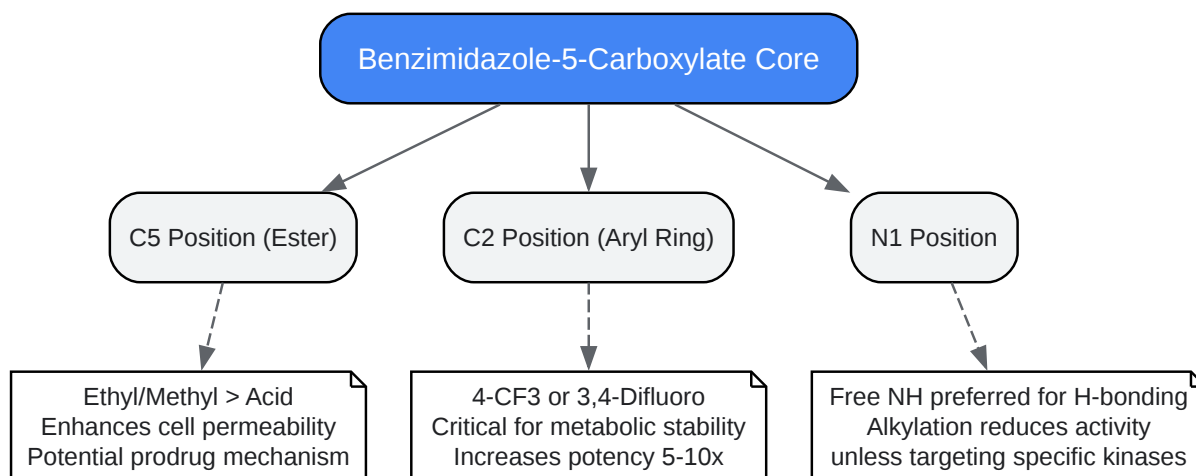 Benzimidazole-5-Carboxylate Core
C5 Position (Ester)
C2 Position (Aryl Ring)
N1 Position
Ethyl/Methyl > Acid
Enhances cell permeability
Potential prodrug mechanism
4-CF3 or 3,4-Difluoro
Critical for metabolic stability
Increases potency 5-10x
Free NH preferred for H-bonding
Alkylation reduces activity
unless targeting specific kinases